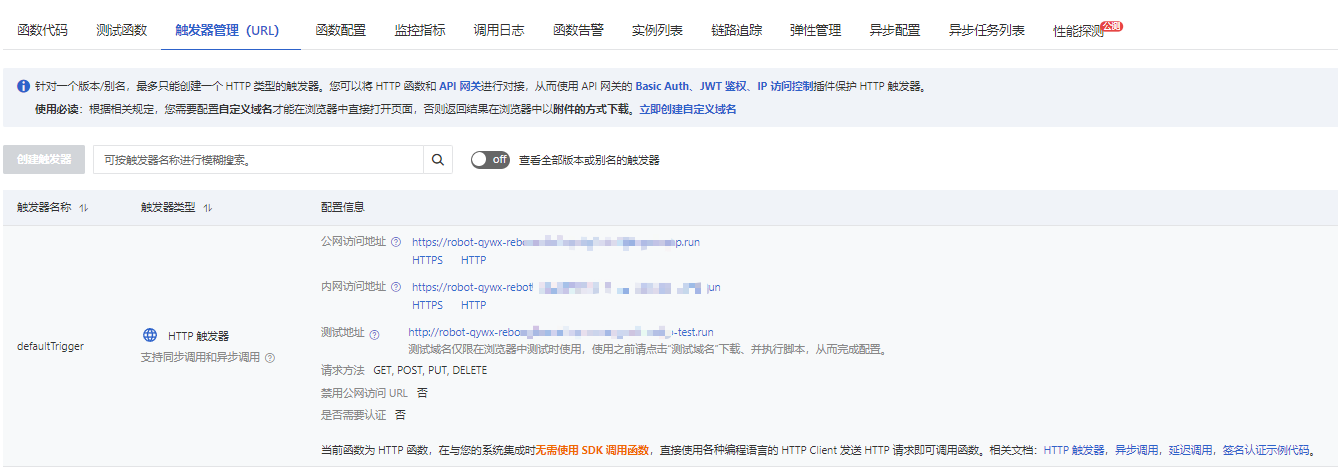 函数代码 测试函数 触发器管理（URL） 函数配置 监控指标 调用日志 函数告警 实例列表 链路追踪 弹性管理 异步配置 异步任务列表 性能探测 公测
针对一个版本/别名，最多只能创建一个 HTTP 类型的触发器。您可以将 HTTP 函数和 API 网关进行对接，从而使用 API 网关的 Basic Auth、JWT 鉴权、IP 访问控制插件保护 HTTP 触发器。
使用必读：根据相关规定，您需要配置自定义域名才能在浏览器中直接打开页面，否则返回结果在浏览器中以附件的方式下载。立即创建自定义域名
创建触发器 可按触发器名称进行模糊搜索。 off 查看全部版本或别名的触发器
触发器名称 触发器类型 配置信息
公网访问地址 https://robot-qywx-rebo p.run
HTTPS HTTP
内网访问地址 https://robot-qywx-rebot un
HTTPS HTTP
测试地址 http://robot-qywx-rebo -test.run
测试域名仅限在浏览器中测试时使用，使用之前请点击“测试域名”下载、并执行脚本，从而完成配置。
defaultTrigger HTTP 触发器
支持同步调用和异步调用
请求方法 GET, POST, PUT, DELETE
禁用公网访问 URL 否
是否需要认证 否
当前函数为 HTTP 函数，在与您的系统集成时无需使用 SDK 调用函数，直接使用各种编程语言的 HTTP Client 发送 HTTP 请求即可调用函数。相关文档：HTTP 触发器，异步调用，延迟调用，签名认证示例代码。